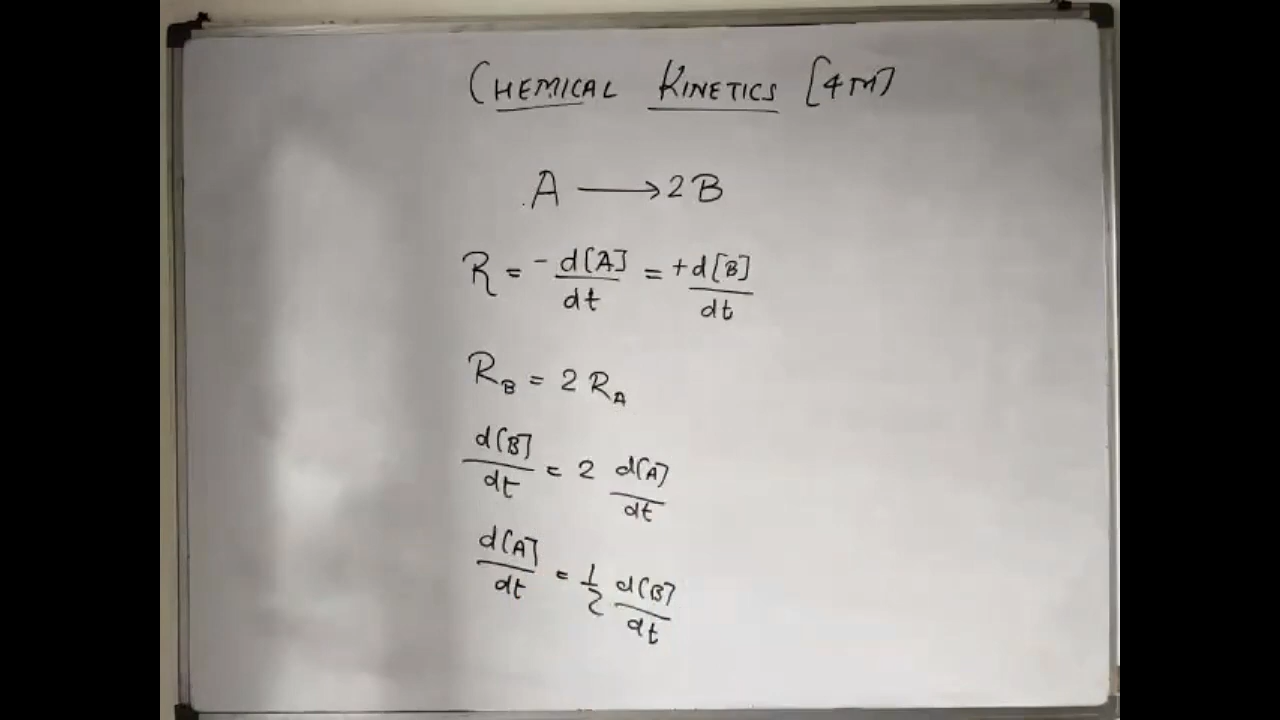 CHEMICAL KINETICS [4M]
A ⟶ 2B
R = - d[A]/dt = + d[B]/dt
R_B = 2 R_A
d[B]/dt = 2 d[A]/dt
d[A]/dt = 1/2 d[B]/dt